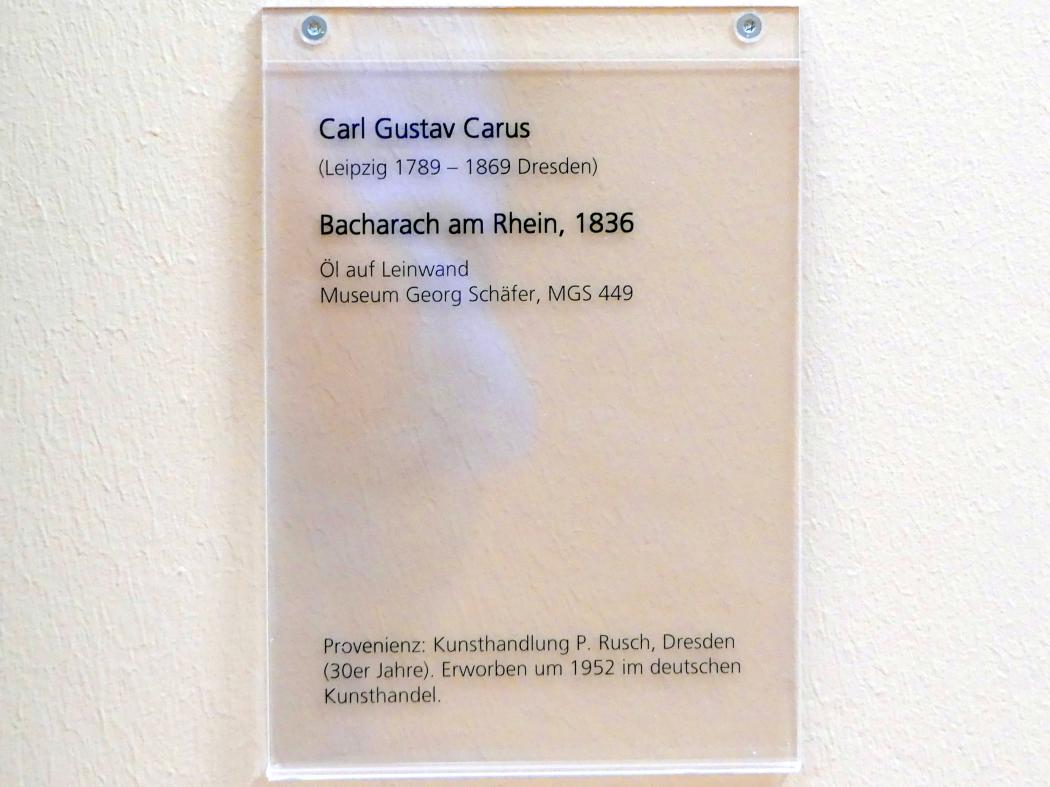 Carl Gustav Carus
(Leipzig 1789 – 1869 Dresden)
Bacharach am Rhein, 1836
Öl auf Leinwand
Museum Georg Schäfer, MGS 449
Provenienz: Kunsthandlung P. Rusch, Dresden
(30er Jahre). Erworben um 1952 im deutschen
Kunsthandel.